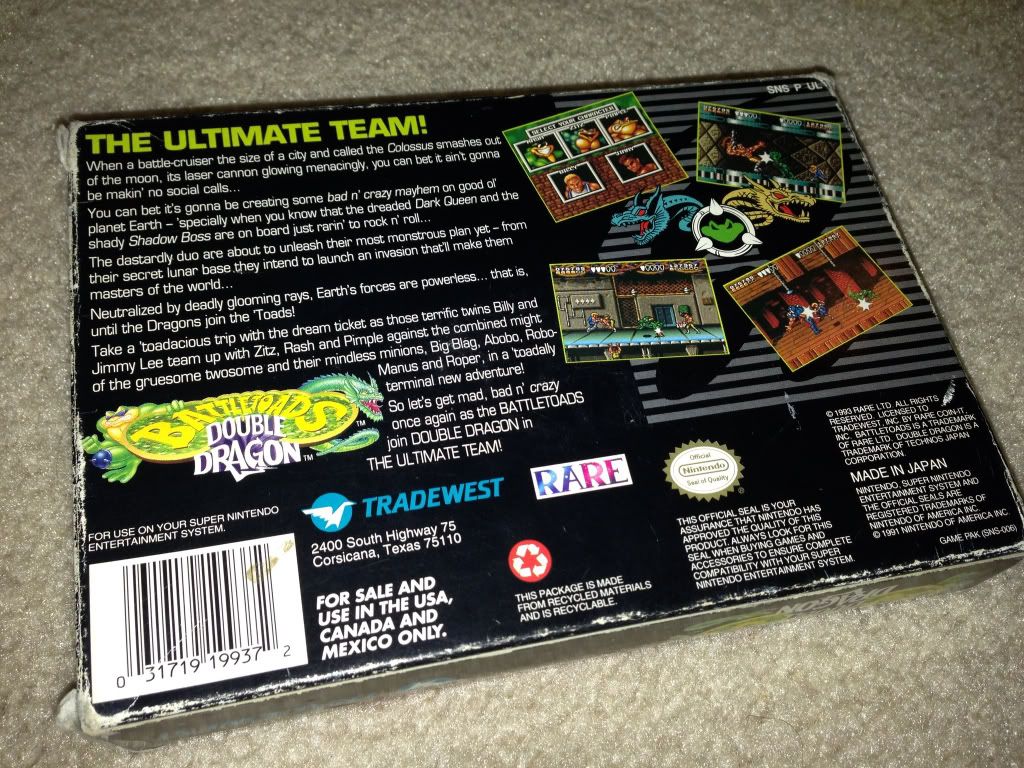 SNS P UL
THE ULTIMATE TEAM!
When a battle-cruiser the size of a city and called the Colossus smashes out
of the moon, its laser cannon glowing menacingly, you can bet it ain't gonna
be makin' no social calls...
You can bet it's gonna be creating some bad n' crazy mayhem on good ol'
planet Earth – 'specially when you know that the dreaded Dark Queen and the
shady Shadow Boss are on board just rarin' to rock n' roll...
The dastardly duo are about to unleash their most monstrous plan yet – from
their secret lunar base they intend to launch an invasion that'll make them
masters of the world...
Neutralized by deadly glooming rays, Earth's forces are powerless... that is,
until the Dragons join the 'Toads!
Take a 'toadacious trip with the dream ticket as those terrific twins Billy and
Jimmy Lee team up with Zitz, Rash and Pimple against the combined might
of the gruesome twosome and their mindless minions, Big Blag, Abobo, Robo-
Manus and Roper, in a 'toadally
terminal new adventure!
So let's get mad, bad n' crazy
once again as the BATTLETOADS
join DOUBLE DRAGON in
THE ULTIMATE TEAM!
SELECT YOUR CHARACTER
BATTLETOADS
DOUBLE
DRAGON™
FOR USE ON YOUR SUPER NINTENDO
ENTERTAINMENT SYSTEM.
0 31719 19937 2
TRADEWEST
2400 South Highway 75
Corsicana, Texas 75110
FOR SALE AND
USE IN THE USA,
CANADA AND
MEXICO ONLY.
RARE
THIS PACKAGE IS MADE
FROM RECYCLED MATERIALS
AND IS RECYCLABLE.
Official
Nintendo
Seal of Quality
THIS OFFICIAL SEAL IS YOUR
ASSURANCE THAT NINTENDO HAS
APPROVED THE QUALITY OF THIS
PRODUCT. ALWAYS LOOK FOR THIS
SEAL WHEN BUYING GAMES AND
ACCESSORIES TO ENSURE COMPLETE
COMPATIBILITY WITH YOUR SUPER
NINTENDO ENTERTAINMENT SYSTEM.
© 1993 RARE LTD. ALL RIGHTS
RESERVED. LICENSED TO
TRADEWEST, INC. BY RARE COIN-IT
INC. BATTLETOADS IS A TRADEMARK
OF RARE LTD. DOUBLE DRAGON IS A
TRADEMARK OF TECHNOS JAPAN
CORPORATION.
MADE IN JAPAN
NINTENDO, SUPER NINTENDO
ENTERTAINMENT SYSTEM AND
THE OFFICIAL SEALS ARE
REGISTERED TRADEMARKS OF
NINTENDO OF AMERICA INC.
© 1991 NINTENDO OF AMERICA INC.
GAME PAK (SNS-006)